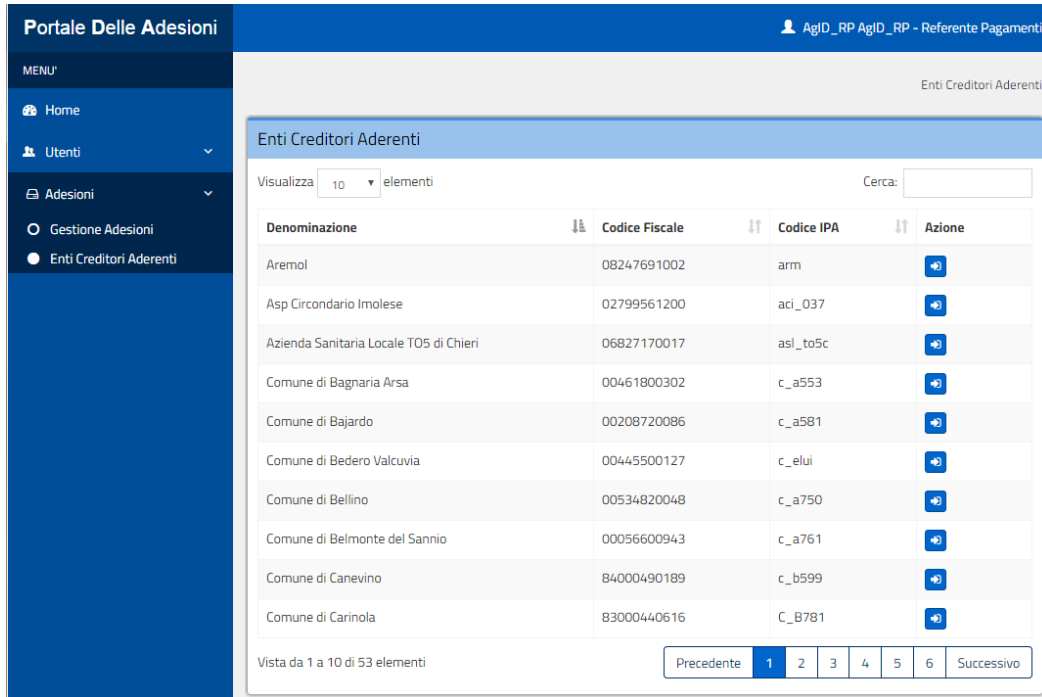 Portale Delle Adesioni
AgID_RP AgID_RP - Referente Pagamenti
MENU'
Enti Creditori Aderenti
Home
Utenti
Adesioni
Gestione Adesioni
Enti Creditori Aderenti
Enti Creditori Aderenti
Visualizza 10 elementi Cerca:
Denominazione Codice Fiscale Codice IPA Azione
Aremol 08247691002 arm
Asp Circondario Imolese 02799561200 aci_037
Azienda Sanitaria Locale TO5 di Chieri 06827170017 asl_to5c
Comune di Bagnaria Arsa 00461800302 c_a553
Comune di Bajardo 00208720086 c_a581
Comune di Bedero Valcuvia 00445500127 c_elui
Comune di Bellino 00534820048 c_a750
Comune di Belmonte del Sannio 00056600943 c_a761
Comune di Canevino 84000490189 c_b599
Comune di Carinola 83000440616 C_B781
Vista da 1 a 10 di 53 elementi Precedente 1 2 3 4 5 6 Successivo